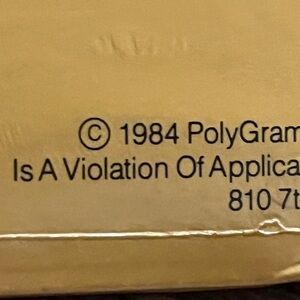 © 1984 PolyGram
Is A Violation Of Applica
810 7t